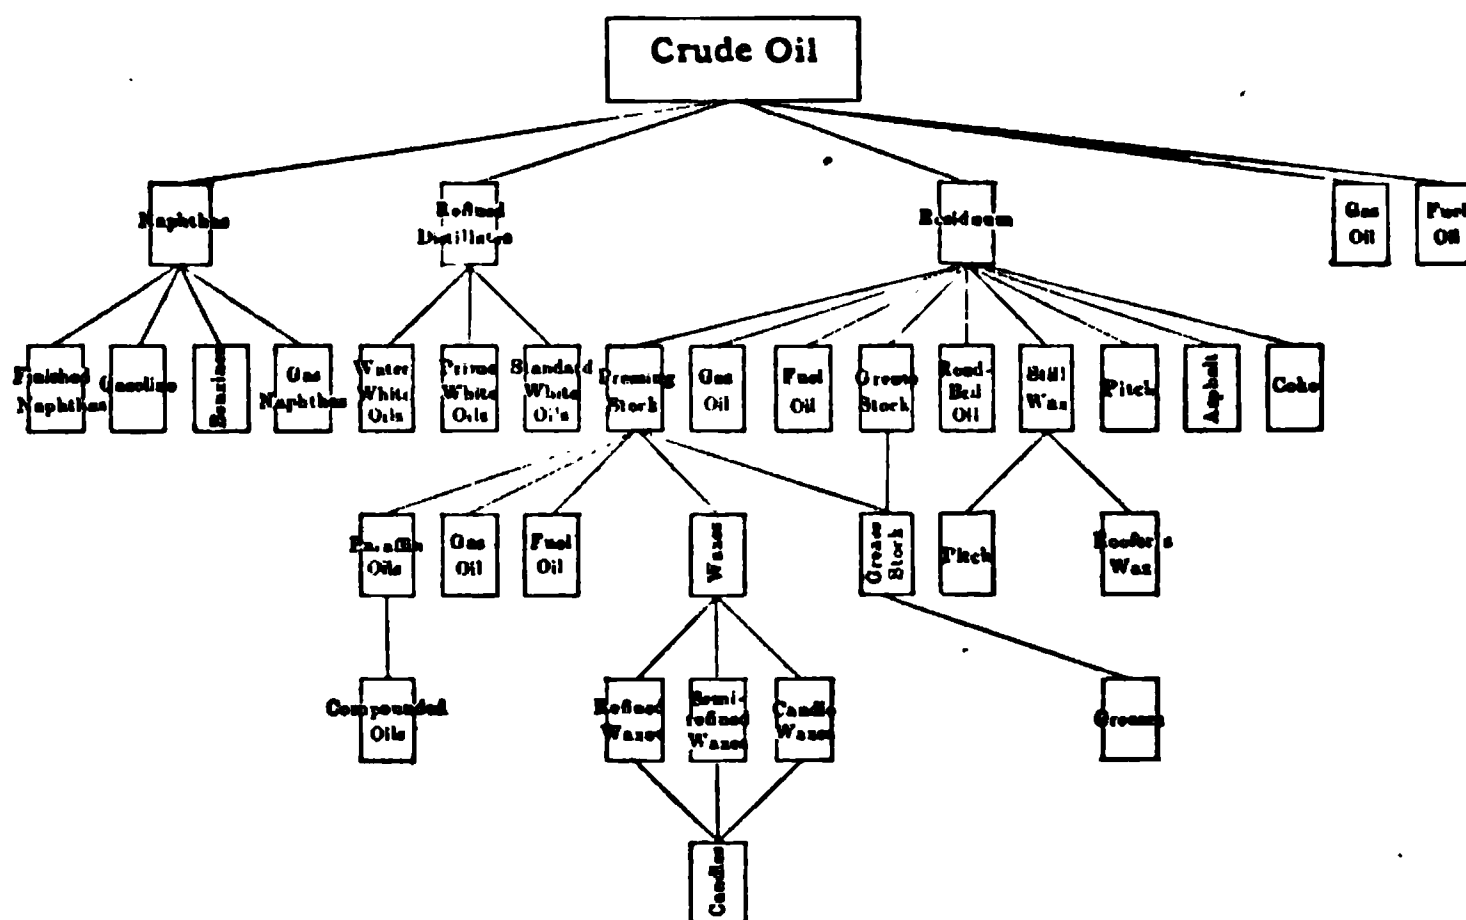 Crude Oil
Naphthas
Refined
Distillates
Residuum
Gas
Oil
Fuel
Oil
Finished
Naphthas
Gasoline
Benzines
Gas
Naphthas
Water
White
Oils
Prime
White
Oils
Standard
White
Oils
Pressing
Stock
Gas
Oil
Fuel
Oil
Grease
Stock
Road-
Bed
Oil
Still
Wax
Pitch
Asphalt
Coke
Paraffin
Oils
Gas
Oil
Fuel
Oil
Waxes
Grease
Stock
Pitch
Roofer's
Wax
Compounded
Oils
Refined
Waxes
Semi-
refined
Waxes
Candle
Waxes
Greases
Candles